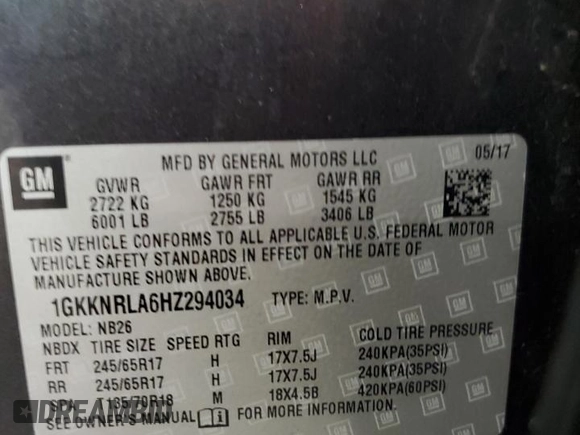 GM
MFD BY GENERAL MOTORS LLC 05/17
GVWR GAWR FRT GAWR RR
2722 KG 1250 KG 1545 KG
6001 LB 2755 LB 3406 LB
THIS VEHICLE CONFORMS TO ALL APPLICABLE U.S. FEDERAL MOTOR
VEHICLE SAFETY STANDARDS IN EFFECT ON THE DATE OF
MANUFACTURE SHOWN ABOVE.
1GKKNRLA6HZ294034 TYPE: M.P.V.
MODEL: NB26
NBDX TIRE SIZE SPEED RTG RIM COLD TIRE PRESSURE
FRT 245/65R17 H 17X7.5J 240KPA(35PSI)
RR 245/65R17 H 17X7.5J 240KPA(35PSI)
SPA T135/70R18 M 18X4.5B 420KPA(60PSI)
SEE OWNER'S MANUAL FOR MORE INFORMATION
DREAMBIN